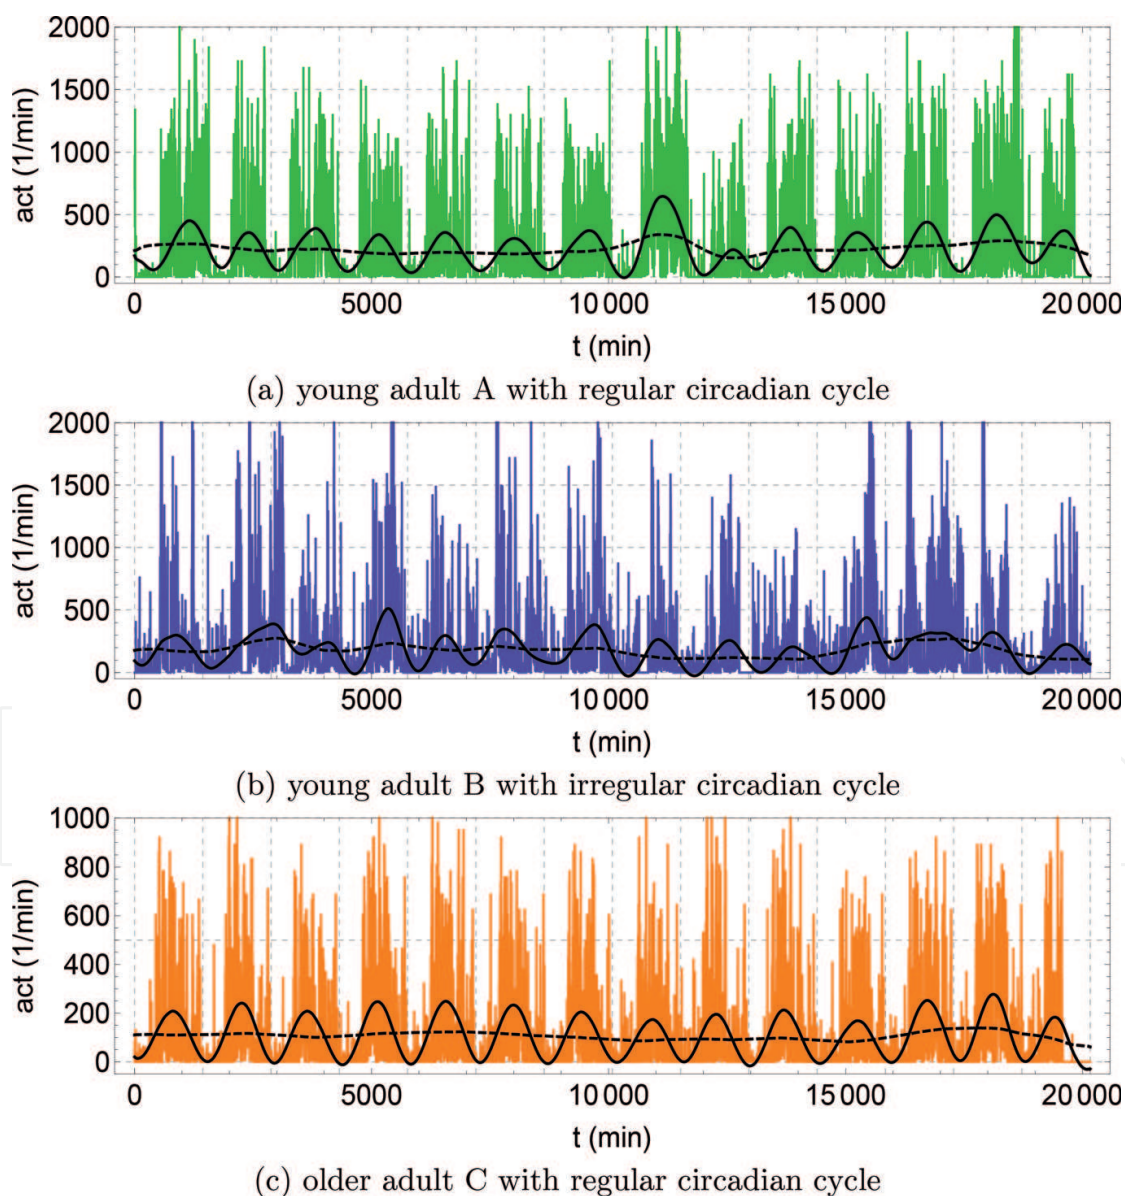 2000
1500
1000
500
0
act (1/min)
0 5000 10 000 15 000 20 000
t (min)
(a) young adult A with regular circadian cycle
2000
1500
1000
500
0
act (1/min)
0 5000 10 000 15 000 20 000
t (min)
(b) young adult B with irregular circadian cycle
1000
800
600
400
200
0
act (1/min)
0 5000 10 000 15 000 20 000
t (min)
(c) older adult C with regular circadian cycle